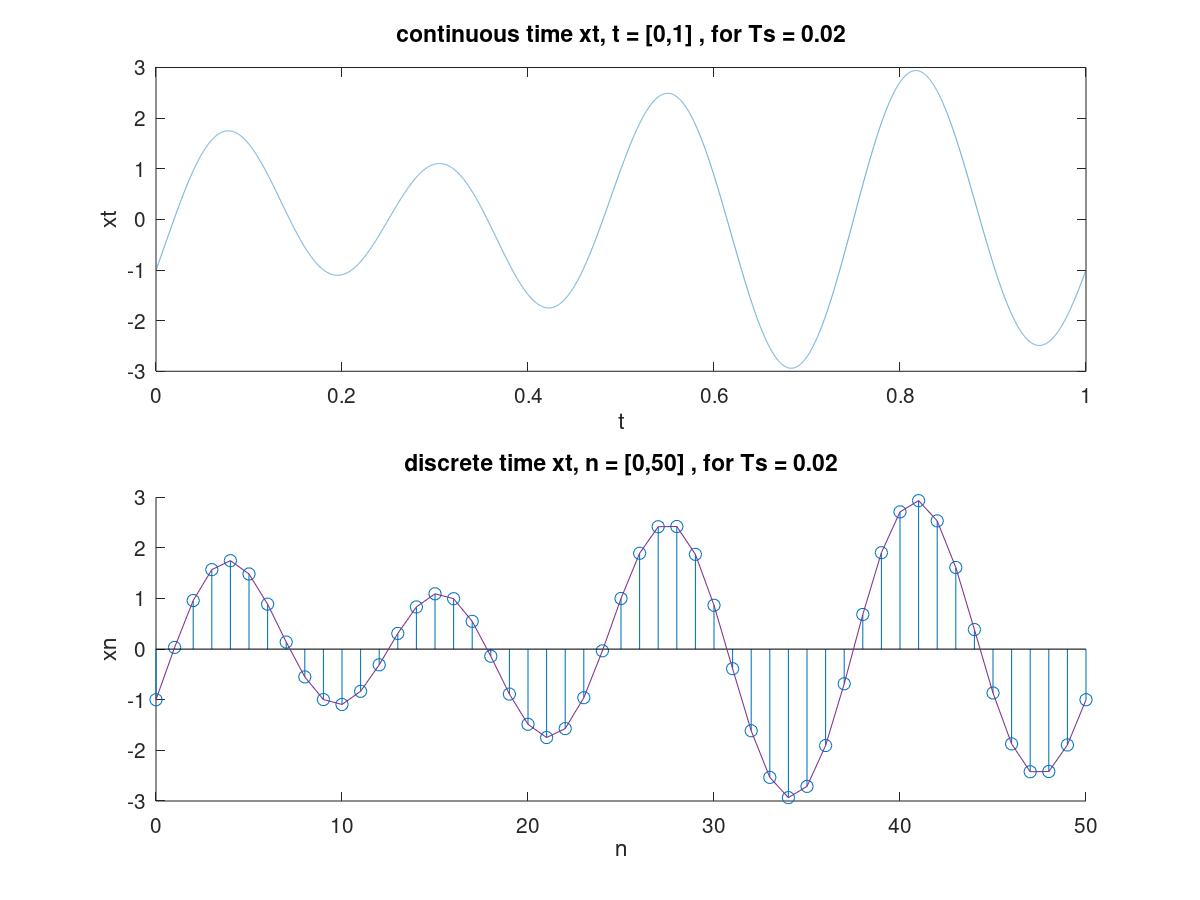 continuous time xt, t = [0,1] , for Ts = 0.02
3
2
1
0
-1
-2
-3
xt
0 0.2 0.4 0.6 0.8 1
t
discrete time xt, n = [0,50] , for Ts = 0.02
3
2
1
0
-1
-2
-3
xn
0 10 20 30 40 50
n